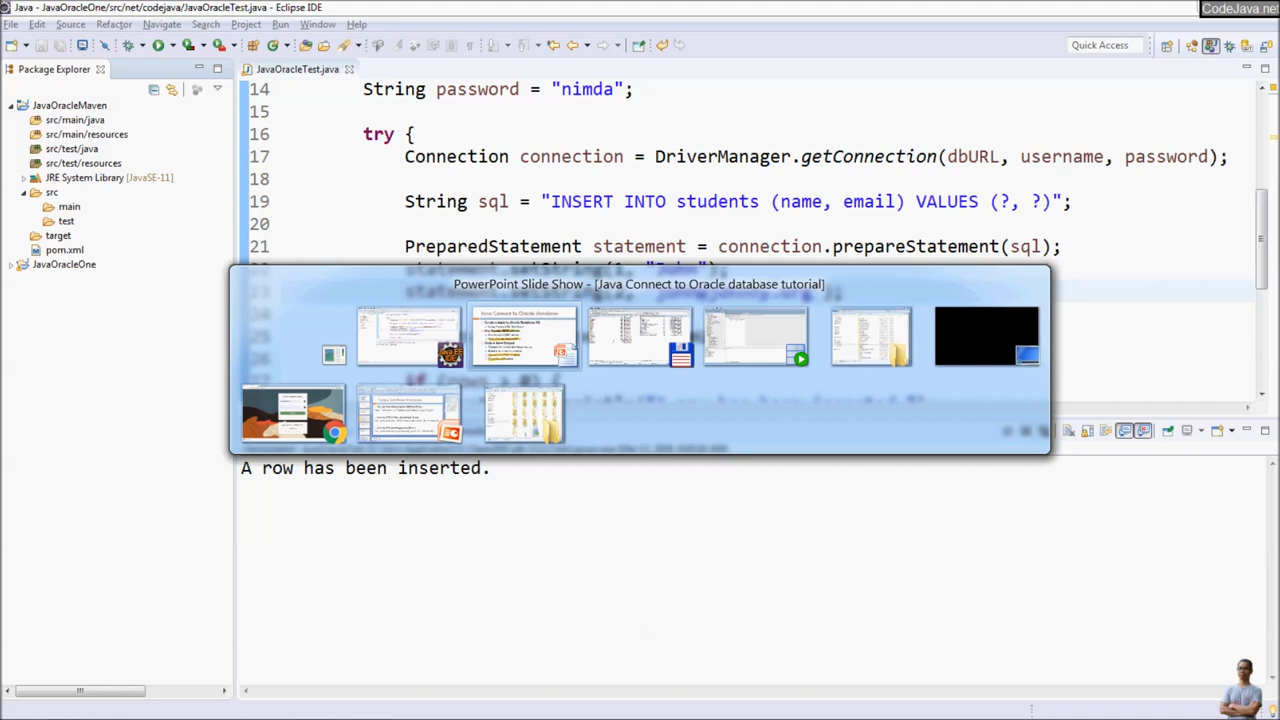 Java - JavaOracleOne/src/net/codejava/JavaOracleTest.java - Eclipse IDE
CodeJava.net
File Edit Source Refactor Navigate Search Project Run Window Help
Quick Access
Package Explorer
JavaOracleTest.java
JavaOracleMaven
src/main/java
src/main/resources
src/test/java
src/test/resources
JRE System Library [JavaSE-11]
src
main
test
target
pom.xml
JavaOracleOne
14 String password = "nimda";
15
16 try {
17 Connection connection = DriverManager.getConnection(dbURL, username, password);
18
19 String sql = "INSERT INTO students (name, email) VALUES (?, ?)";
20
21 PreparedStatement statement = connection.prepareStatement(sql);
PowerPoint Slide Show - [Java Connect to Oracle database tutorial]
Java Connect to Oracle database
A row has been inserted.